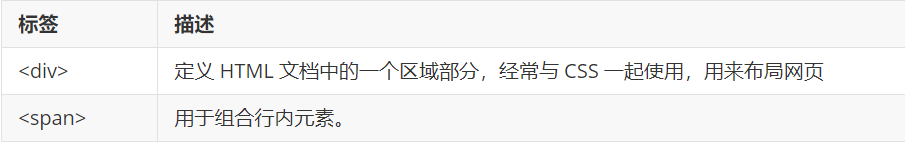 标签 描述
<div> 定义 HTML 文档中的一个区域部分，经常与 CSS 一起使用，用来布局网页
<span> 用于组合行内元素。